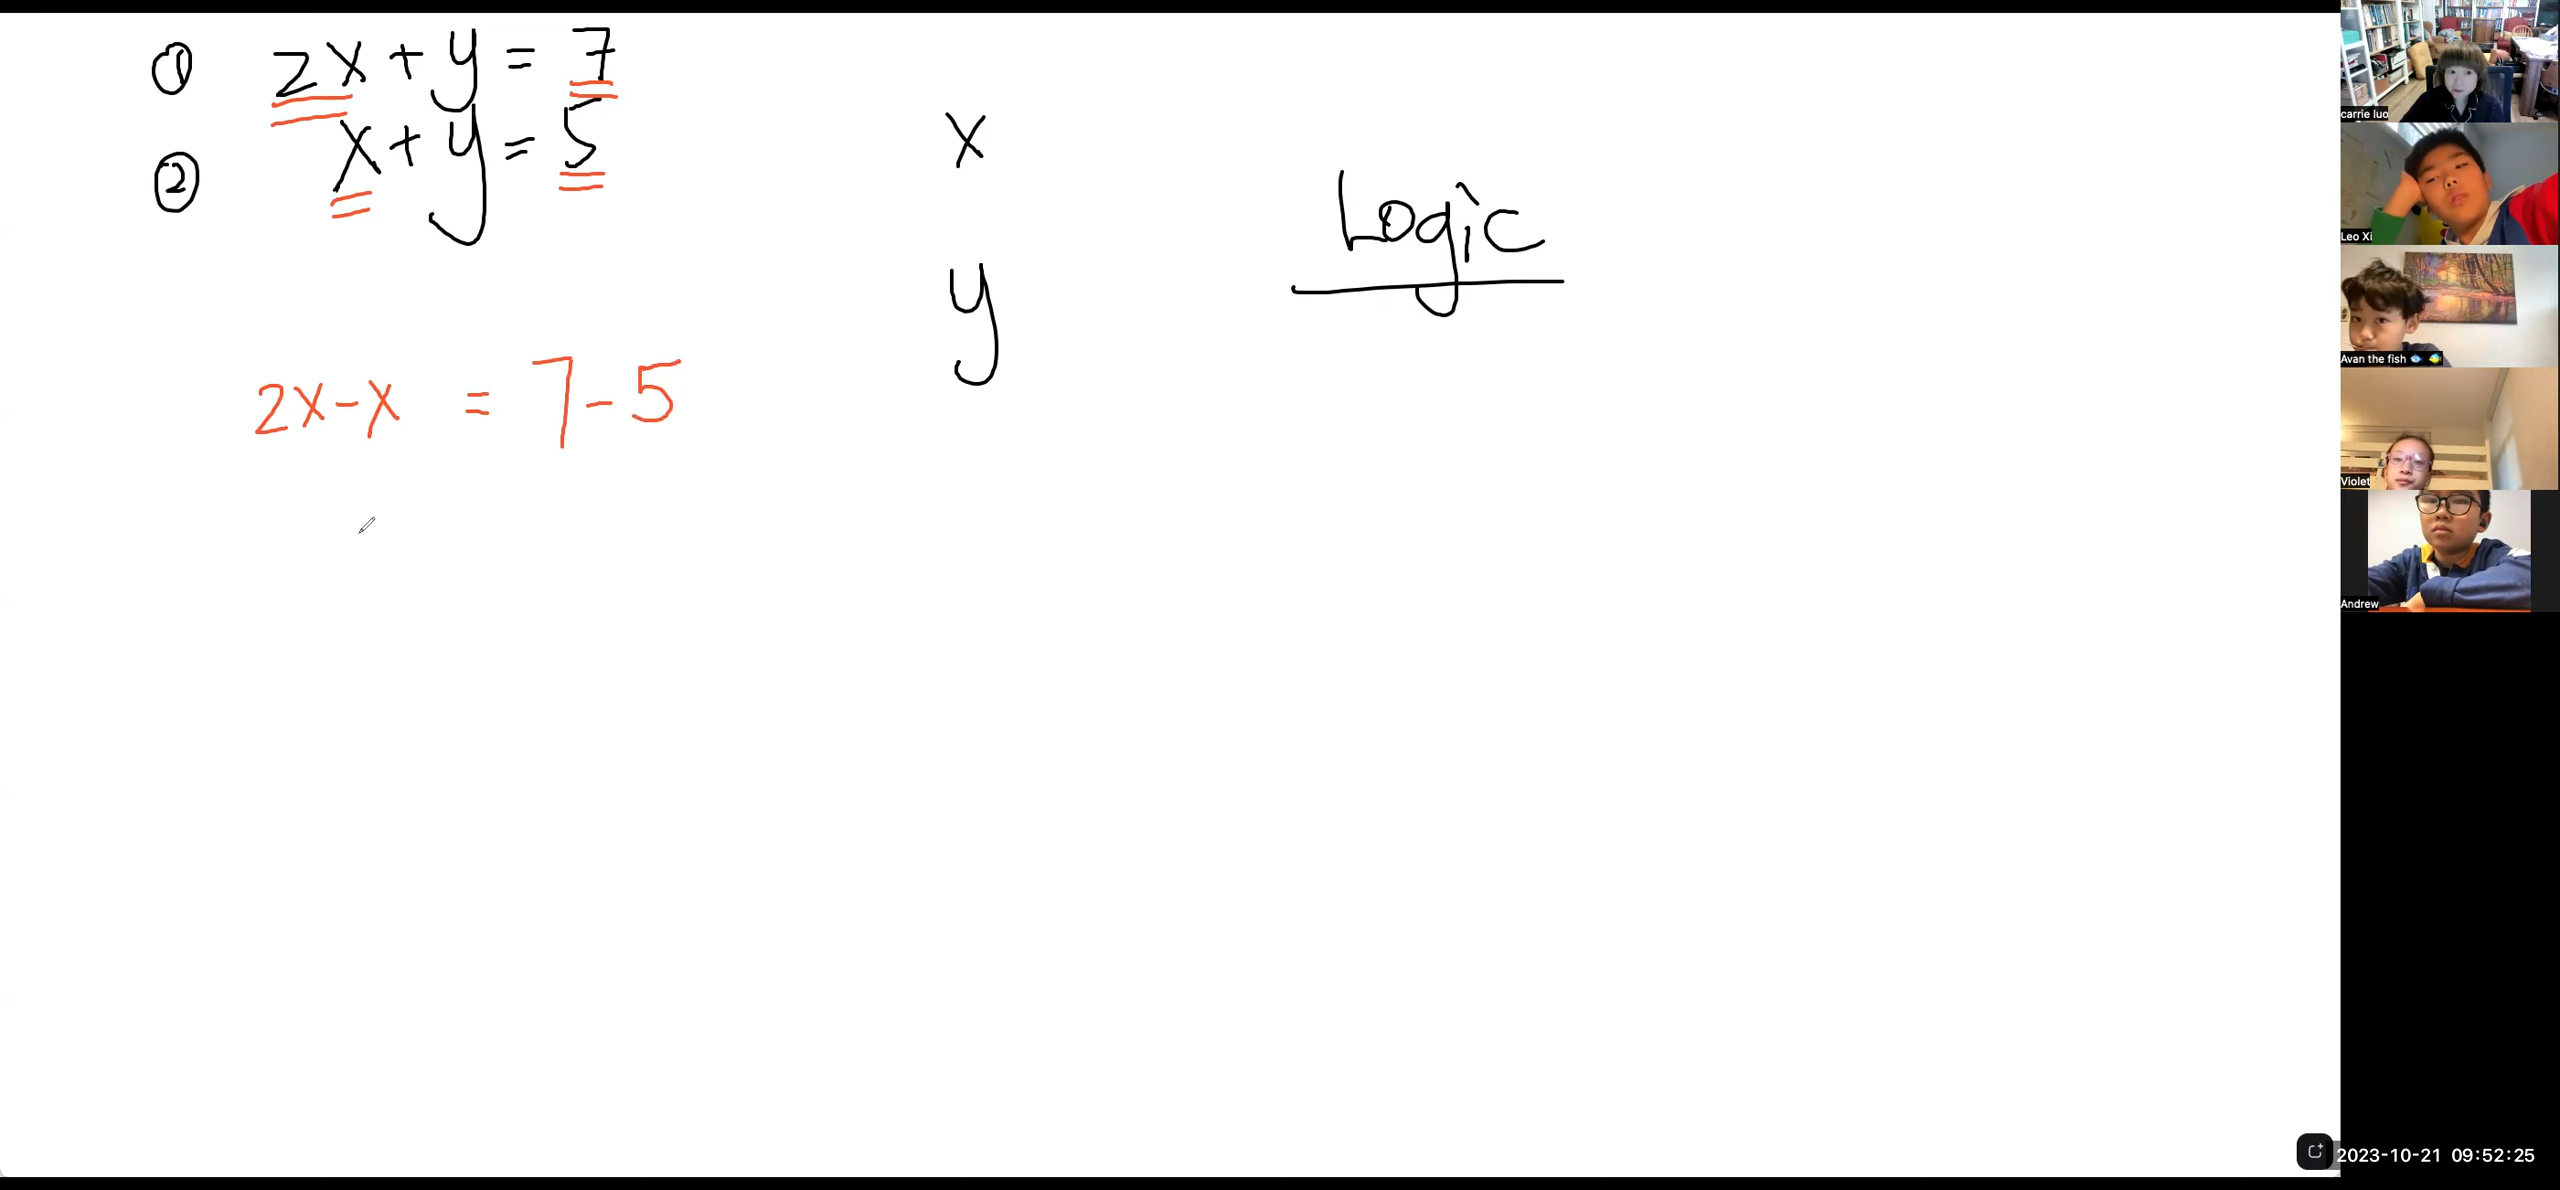 ① 2x + y = 7
② x + y = 5
2x - x = 7 - 5
x
y
Logic
carrie luo
Leo Xi
Avan the fish 🐟 🐠
Violet
Andrew
2023-10-21 09:52:25